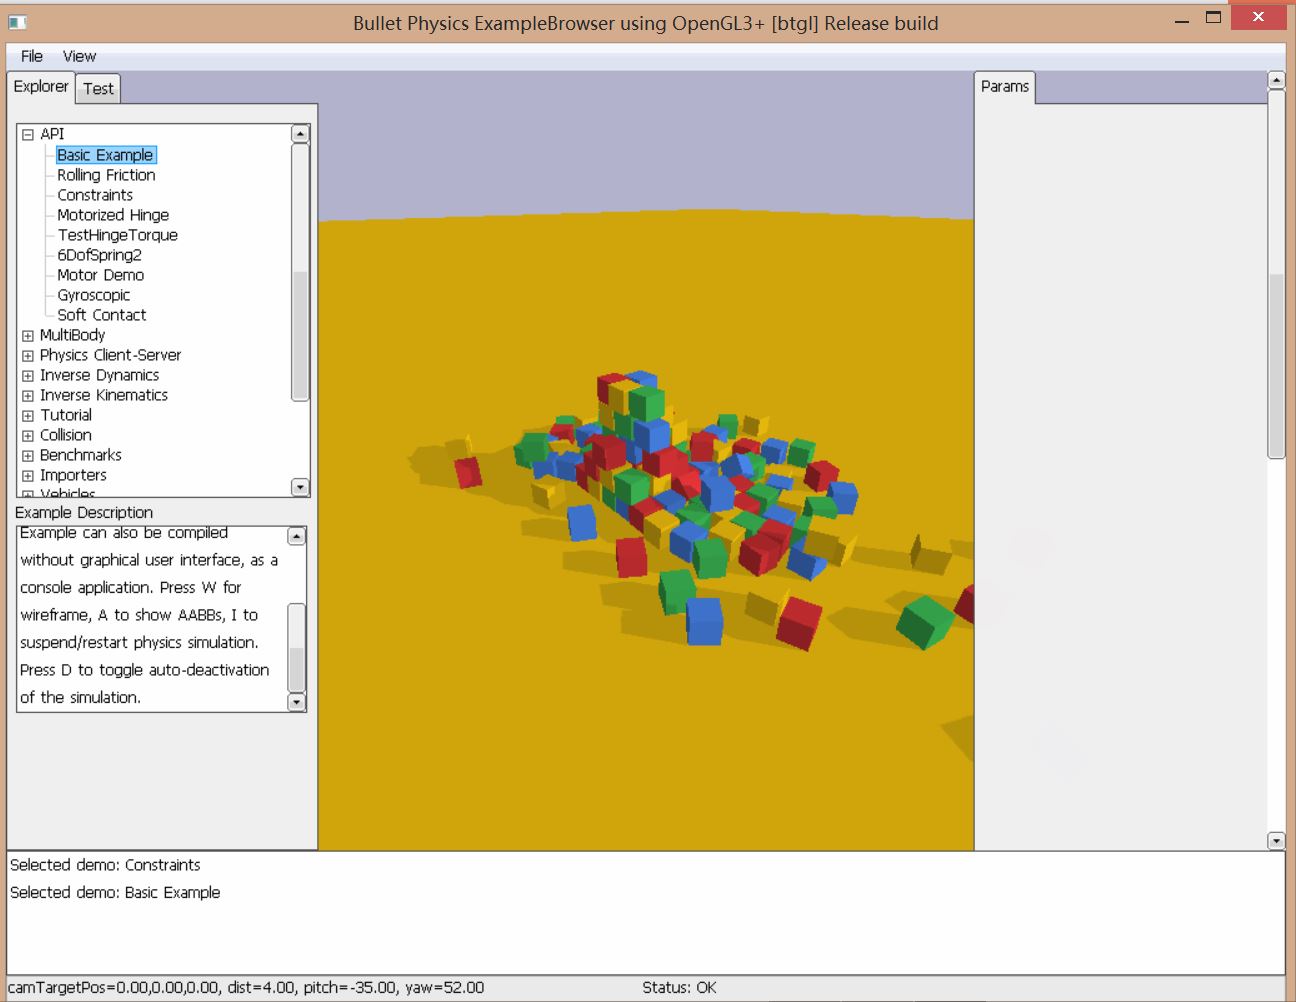 Bullet Physics ExampleBrowser using OpenGL3+ [btgl] Release build
File View
Explorer Test
Params
API
Basic Example
Rolling Friction
Constraints
Motorized Hinge
TestHingeTorque
6DofSpring2
Motor Demo
Gyroscopic
Soft Contact
MultiBody
Physics Client-Server
Inverse Dynamics
Inverse Kinematics
Tutorial
Collision
Benchmarks
Importers
Vehicles
Example Description
Example can also be compiled
without graphical user interface, as a
console application. Press W for
wireframe, A to show AABBs, I to
suspend/restart physics simulation.
Press D to toggle auto-deactivation
of the simulation.
Selected demo: Constraints
Selected demo: Basic Example
camTargetPos=0.00,0.00,0.00, dist=4.00, pitch=-35.00, yaw=52.00 Status: OK